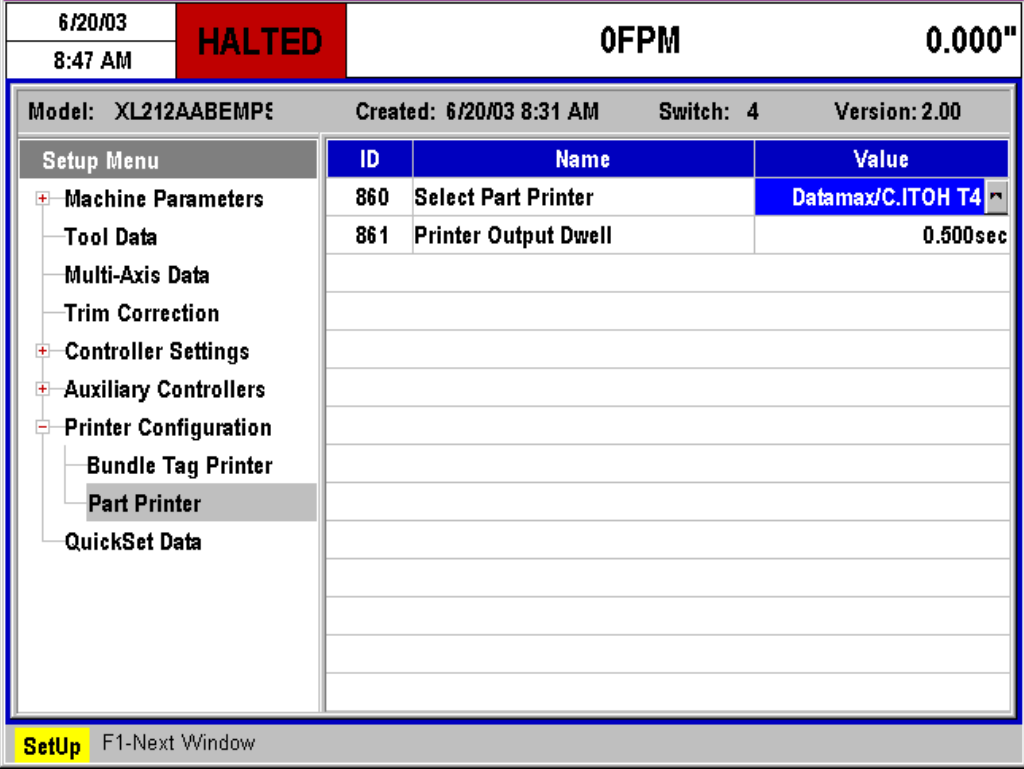 6/20/03
8:47 AM
HALTED
0FPM
0.000"
Model: XL212AABEMPS Created: 6/20/03 8:31 AM Switch: 4 Version: 2.00
Setup Menu
Machine Parameters
Tool Data
Multi-Axis Data
Trim Correction
Controller Settings
Auxiliary Controllers
Printer Configuration
Bundle Tag Printer
Part Printer
QuickSet Data
ID Name Value
860 Select Part Printer Datamax/C.ITOH T4
861 Printer Output Dwell 0.500sec
SetUp F1-Next Window